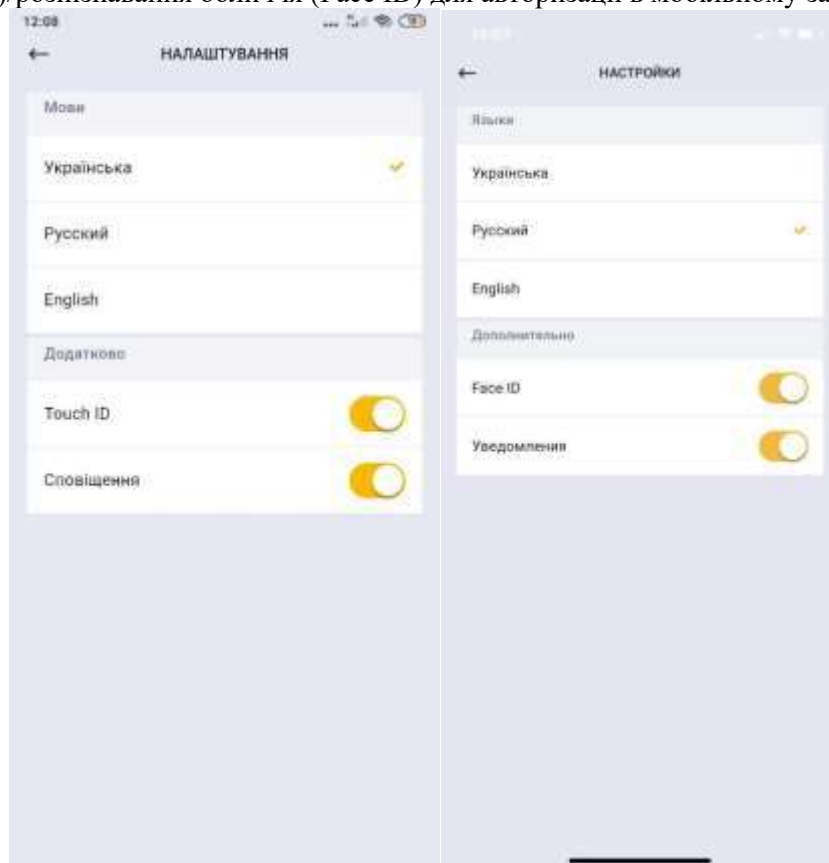 розпізнавання обличчя (Face ID) для авторизації в мобільному за
12:08
НАЛАШТУВАННЯ
Мови
Українська
Русский
English
Додатково
Touch ID
Сповіщення
НАСТРОЙКИ
Языки
Українська
Русский
English
Дополнительно
Face ID
Уведомления